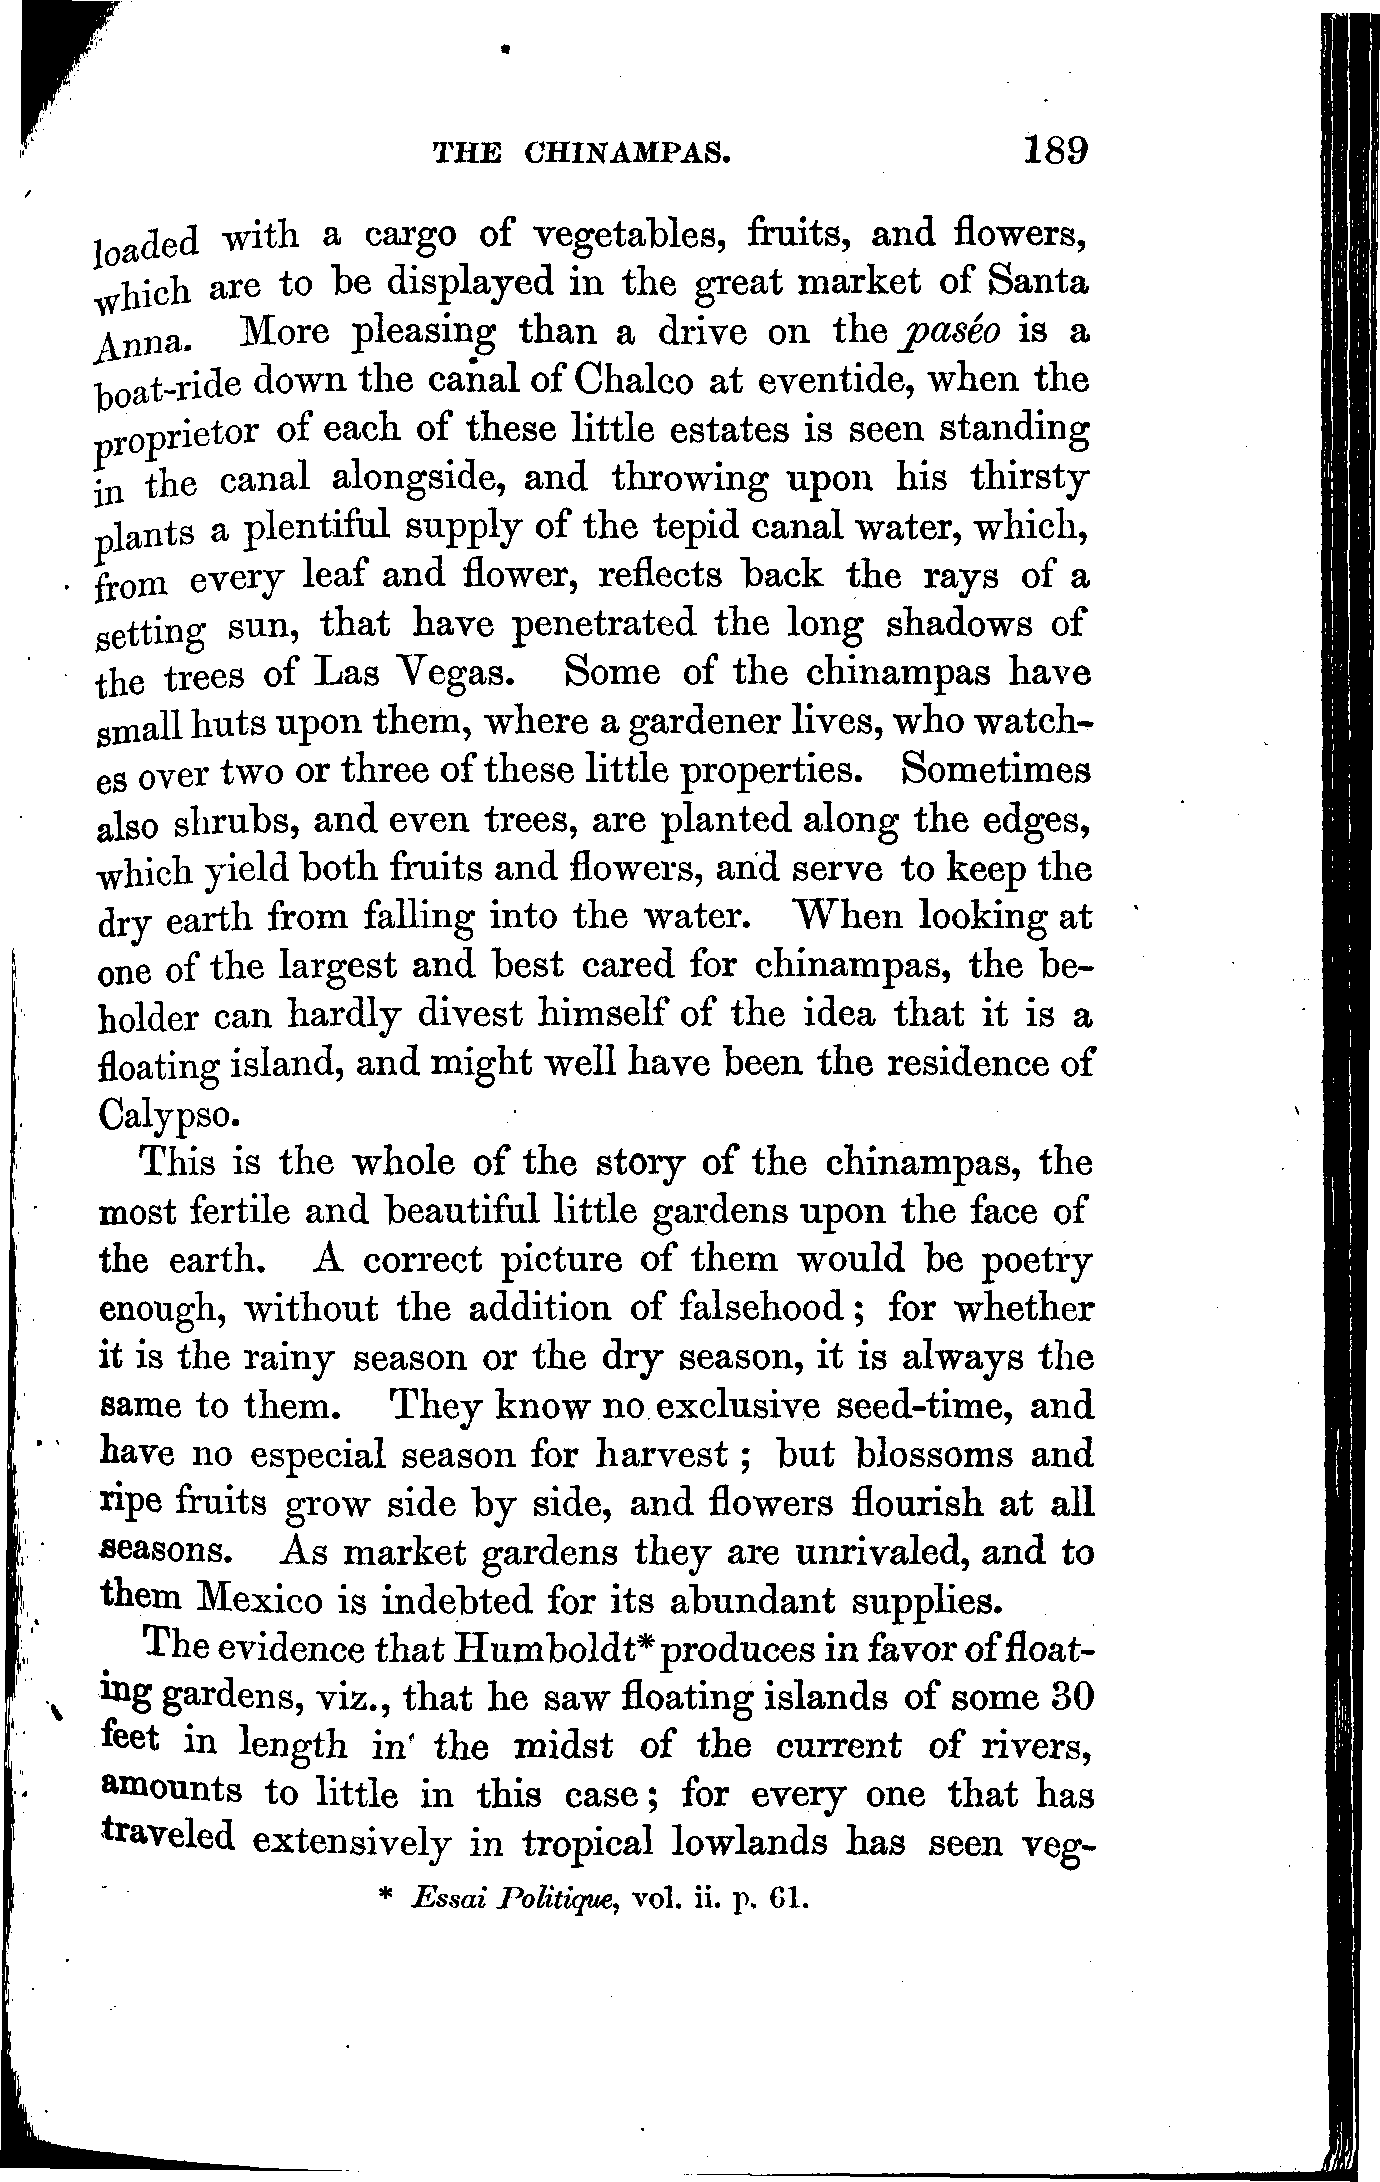 THE CHINAMPAS. 189
loaded with a cargo of vegetables, fruits, and flowers,
which are to be displayed in the great market of Santa
Anna. More pleasing than a drive on the paséo is a
boat-ride down the canal of Chalco at eventide, when the
proprietor of each of these little estates is seen standing
in the canal alongside, and throwing upon his thirsty
plants a plentiful supply of the tepid canal water, which,
from every leaf and flower, reflects back the rays of a
setting sun, that have penetrated the long shadows of
the trees of Las Vegas. Some of the chinampas have
small huts upon them, where a gardener lives, who watch-
es over two or three of these little properties. Sometimes
also shrubs, and even trees, are planted along the edges,
which yield both fruits and flowers, and serve to keep the
dry earth from falling into the water. When looking at
one of the largest and best cared for chinampas, the be-
holder can hardly divest himself of the idea that it is a
floating island, and might well have been the residence of
Calypso.
This is the whole of the story of the chinampas, the
most fertile and beautiful little gardens upon the face of
the earth. A correct picture of them would be poetry
enough, without the addition of falsehood; for whether
it is the rainy season or the dry season, it is always the
same to them. They know no exclusive seed-time, and
have no especial season for harvest; but blossoms and
ripe fruits grow side by side, and flowers flourish at all
seasons. As market gardens they are unrivaled, and to
them Mexico is indebted for its abundant supplies.
The evidence that Humboldt* produces in favor of float-
ing gardens, viz., that he saw floating islands of some 30
feet in length in the midst of the current of rivers,
amounts to little in this case; for every one that has
traveled extensively in tropical lowlands has seen veg-
* Essai Politique, vol. ii. p. 61.